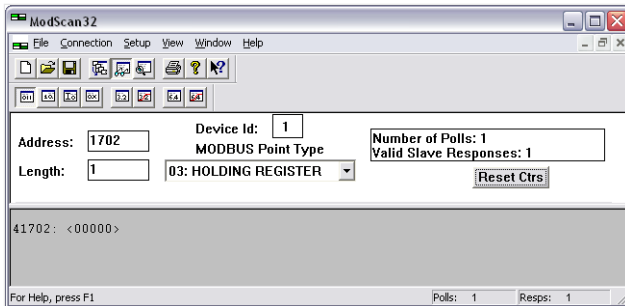 ModScan32
File Connection Setup View Window Help
Address: 1702
Device Id: 1
MODBUS Point Type
Length: 1
03: HOLDING REGISTER
Number of Polls: 1
Valid Slave Responses: 1
Reset Ctrs
41702: <00000>
For Help, press F1
Polls: 1
Resps: 1